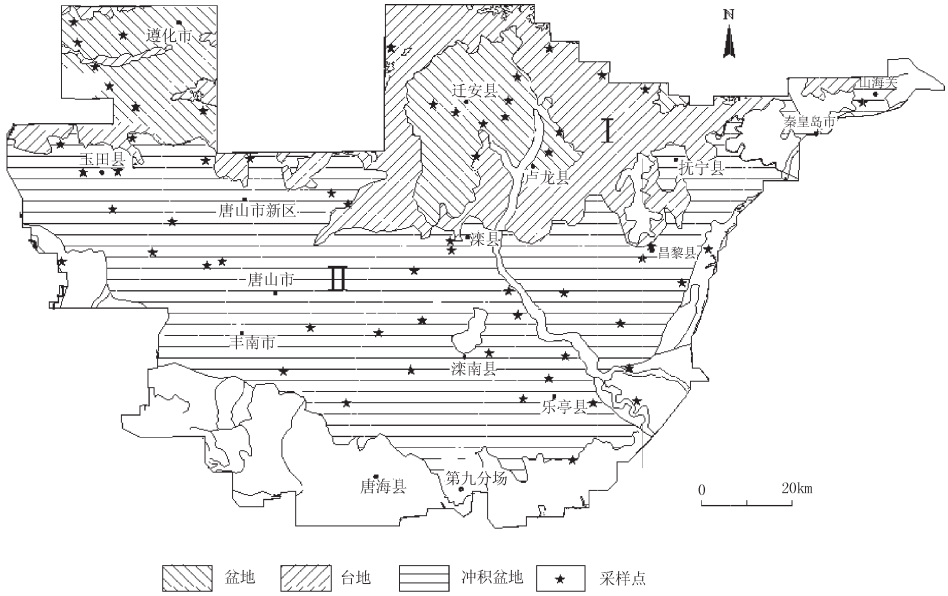 N
遵化市
山海关
迁安县
I
秦皇岛市
玉田县
卢龙县
抚宁县
唐山市新区
滦县
昌黎县
唐山市
II
丰南市
滦南县
乐亭县
唐海县
第九分场
0 20km
盆地 台地 冲积盆地 采样点